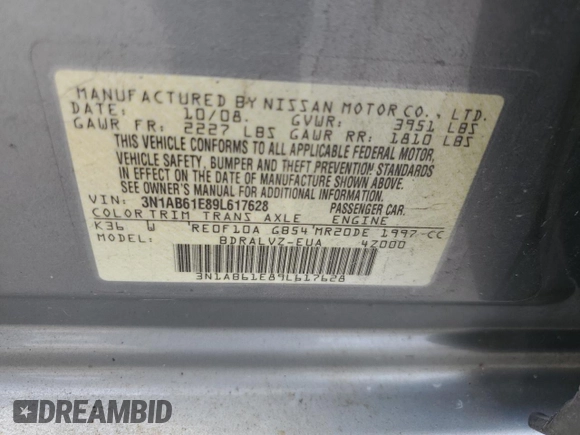 MANUFACTURED BY NISSAN MOTOR CO., LTD.
DATE: 10/08. GVWR: 3951 LBS
GAWR FR: 2227 LBS GAWR RR: 1810 LBS
THIS VEHICLE CONFORMS TO ALL APPLICABLE FEDERAL MOTOR,
VEHICLE SAFETY, BUMPER AND THEFT PREVENTION STANDARDS
IN EFFECT ON DATE OF MANUFACTURE SHOWN ABOVE.
SEE OWNER'S MANUAL FOR ADDITIONAL INFORMATION.
VIN: 3N1AB61E89L617628 PASSENGER CAR.
COLOR TRIM TRANS AXLE ENGINE
K36 W RE0F10A GB54 MR20DE 1997-CC
MODEL: BDRALVZ-EUA 4Z000
3N1AB61E89L617628
DREAMBID